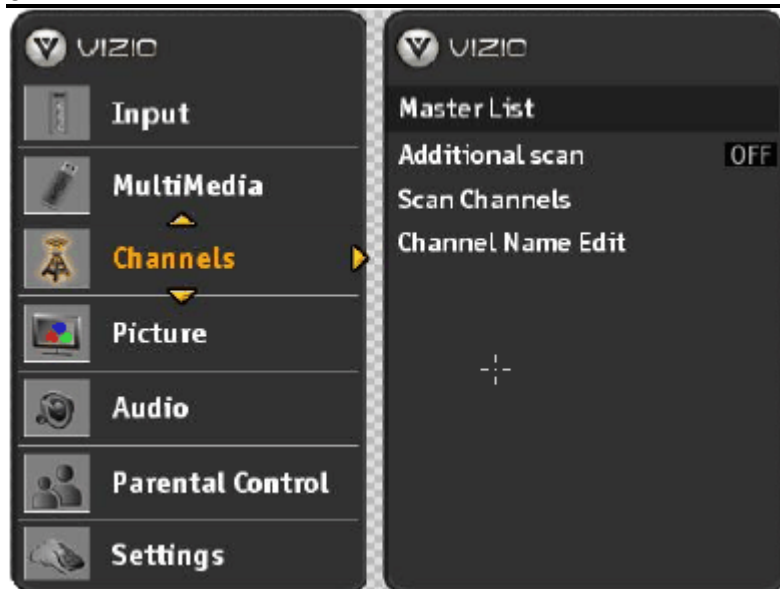 VIZIO
Input
MultiMedia
Channels
Picture
Audio
Parental Control
Settings
VIZIO
Master List
Additional scan OFF
Scan Channels
Channel Name Edit